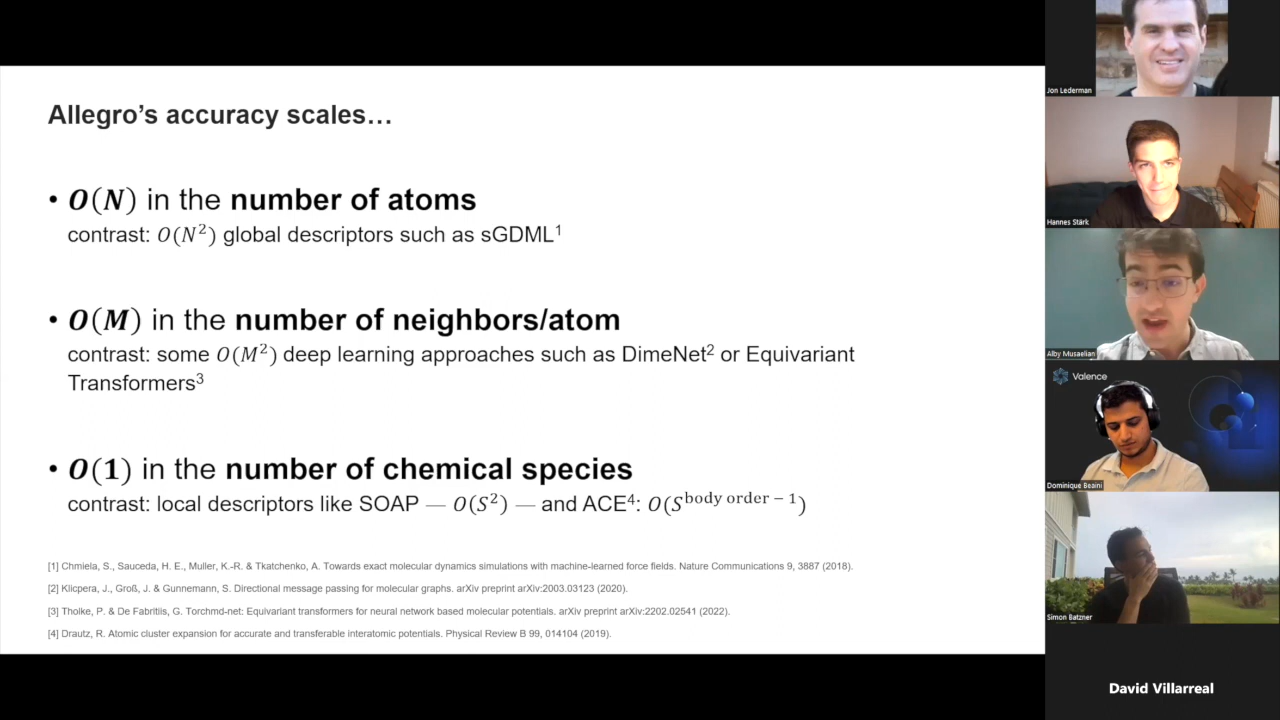 Allegro's accuracy scales…
• O(N) in the number of atoms
contrast: O(N²) global descriptors such as sGDML¹
• O(M) in the number of neighbors/atom
contrast: some O(M²) deep learning approaches such as DimeNet² or Equivariant
Transformers³
• O(1) in the number of chemical species
contrast: local descriptors like SOAP — O(S²) — and ACE⁴: O(S^body order − 1)
[1] Chmiela, S., Sauceda, H. E., Muller, K.-R. & Tkatchenko, A. Towards exact molecular dynamics simulations with machine-learned force fields. Nature Communications 9, 3887 (2018).
[2] Klicpera, J., Groß, J. & Gunnemann, S. Directional message passing for molecular graphs. arXiv preprint arXiv:2003.03123 (2020).
[3] Tholke, P. & De Fabritiis, G. Torchmd-net: Equivariant transformers for neural network based molecular potentials. arXiv preprint arXiv:2202.02541 (2022).
[4] Drautz, R. Atomic cluster expansion for accurate and transferable interatomic potentials. Physical Review B 99, 014104 (2019).
Jon Lederman
Hannes Stärk
Alby Musaelian
Valence
Dominique Beaini
Simon Batzner
David Villarreal